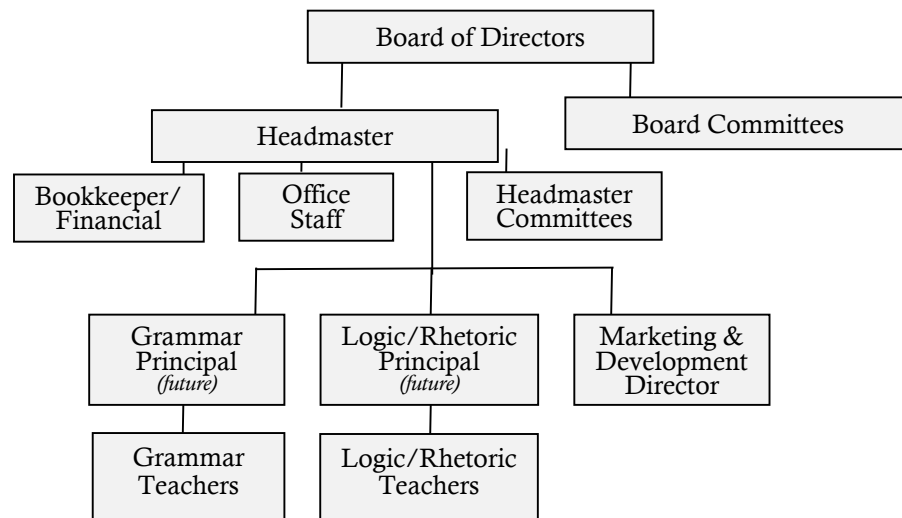 Board of Directors
Board Committees
Headmaster
Bookkeeper/
Financial
Office
Staff
Headmaster
Committees
Grammar
Principal
(future)
Logic/Rhetoric
Principal
(future)
Marketing &
Development
Director
Grammar
Teachers
Logic/Rhetoric
Teachers